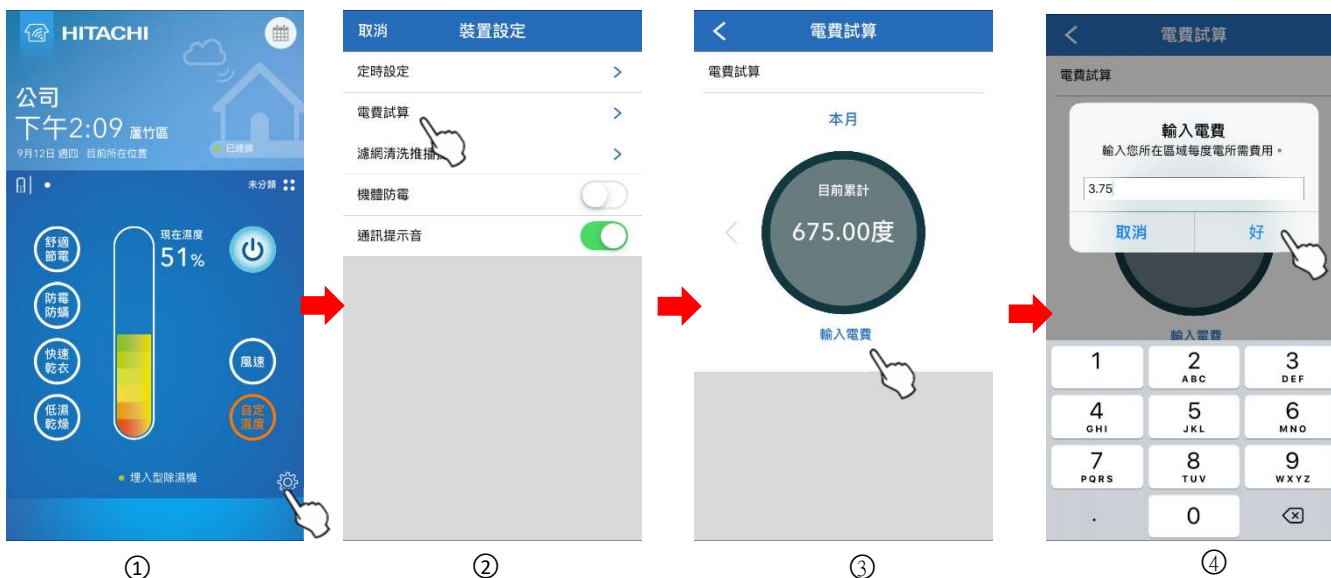 HITACHI
公司
下午2:09 蘆竹區
9月12日 週四 目前所在位置
已連線
未分類
舒適
節電
現在濕度
51%
防霉
防蟎
快速
乾衣
風速
低濕
乾燥
自定
濕度
埋入型除濕機
①
取消 裝置設定
定時設定
電費試算
濾網清洗推播
機體防霉
通訊提示音
②
電費試算
電費試算
本月
目前累計
675.00度
輸入電費
③
電費試算
電費試算
輸入電費
輸入您所在區域每度電所需費用。
3.75
取消 好
輸入電費
1 2 3
ABC DEF
4 5 6
GHI JKL MNO
7 8 9
PQRS TUV WXYZ
. 0
④